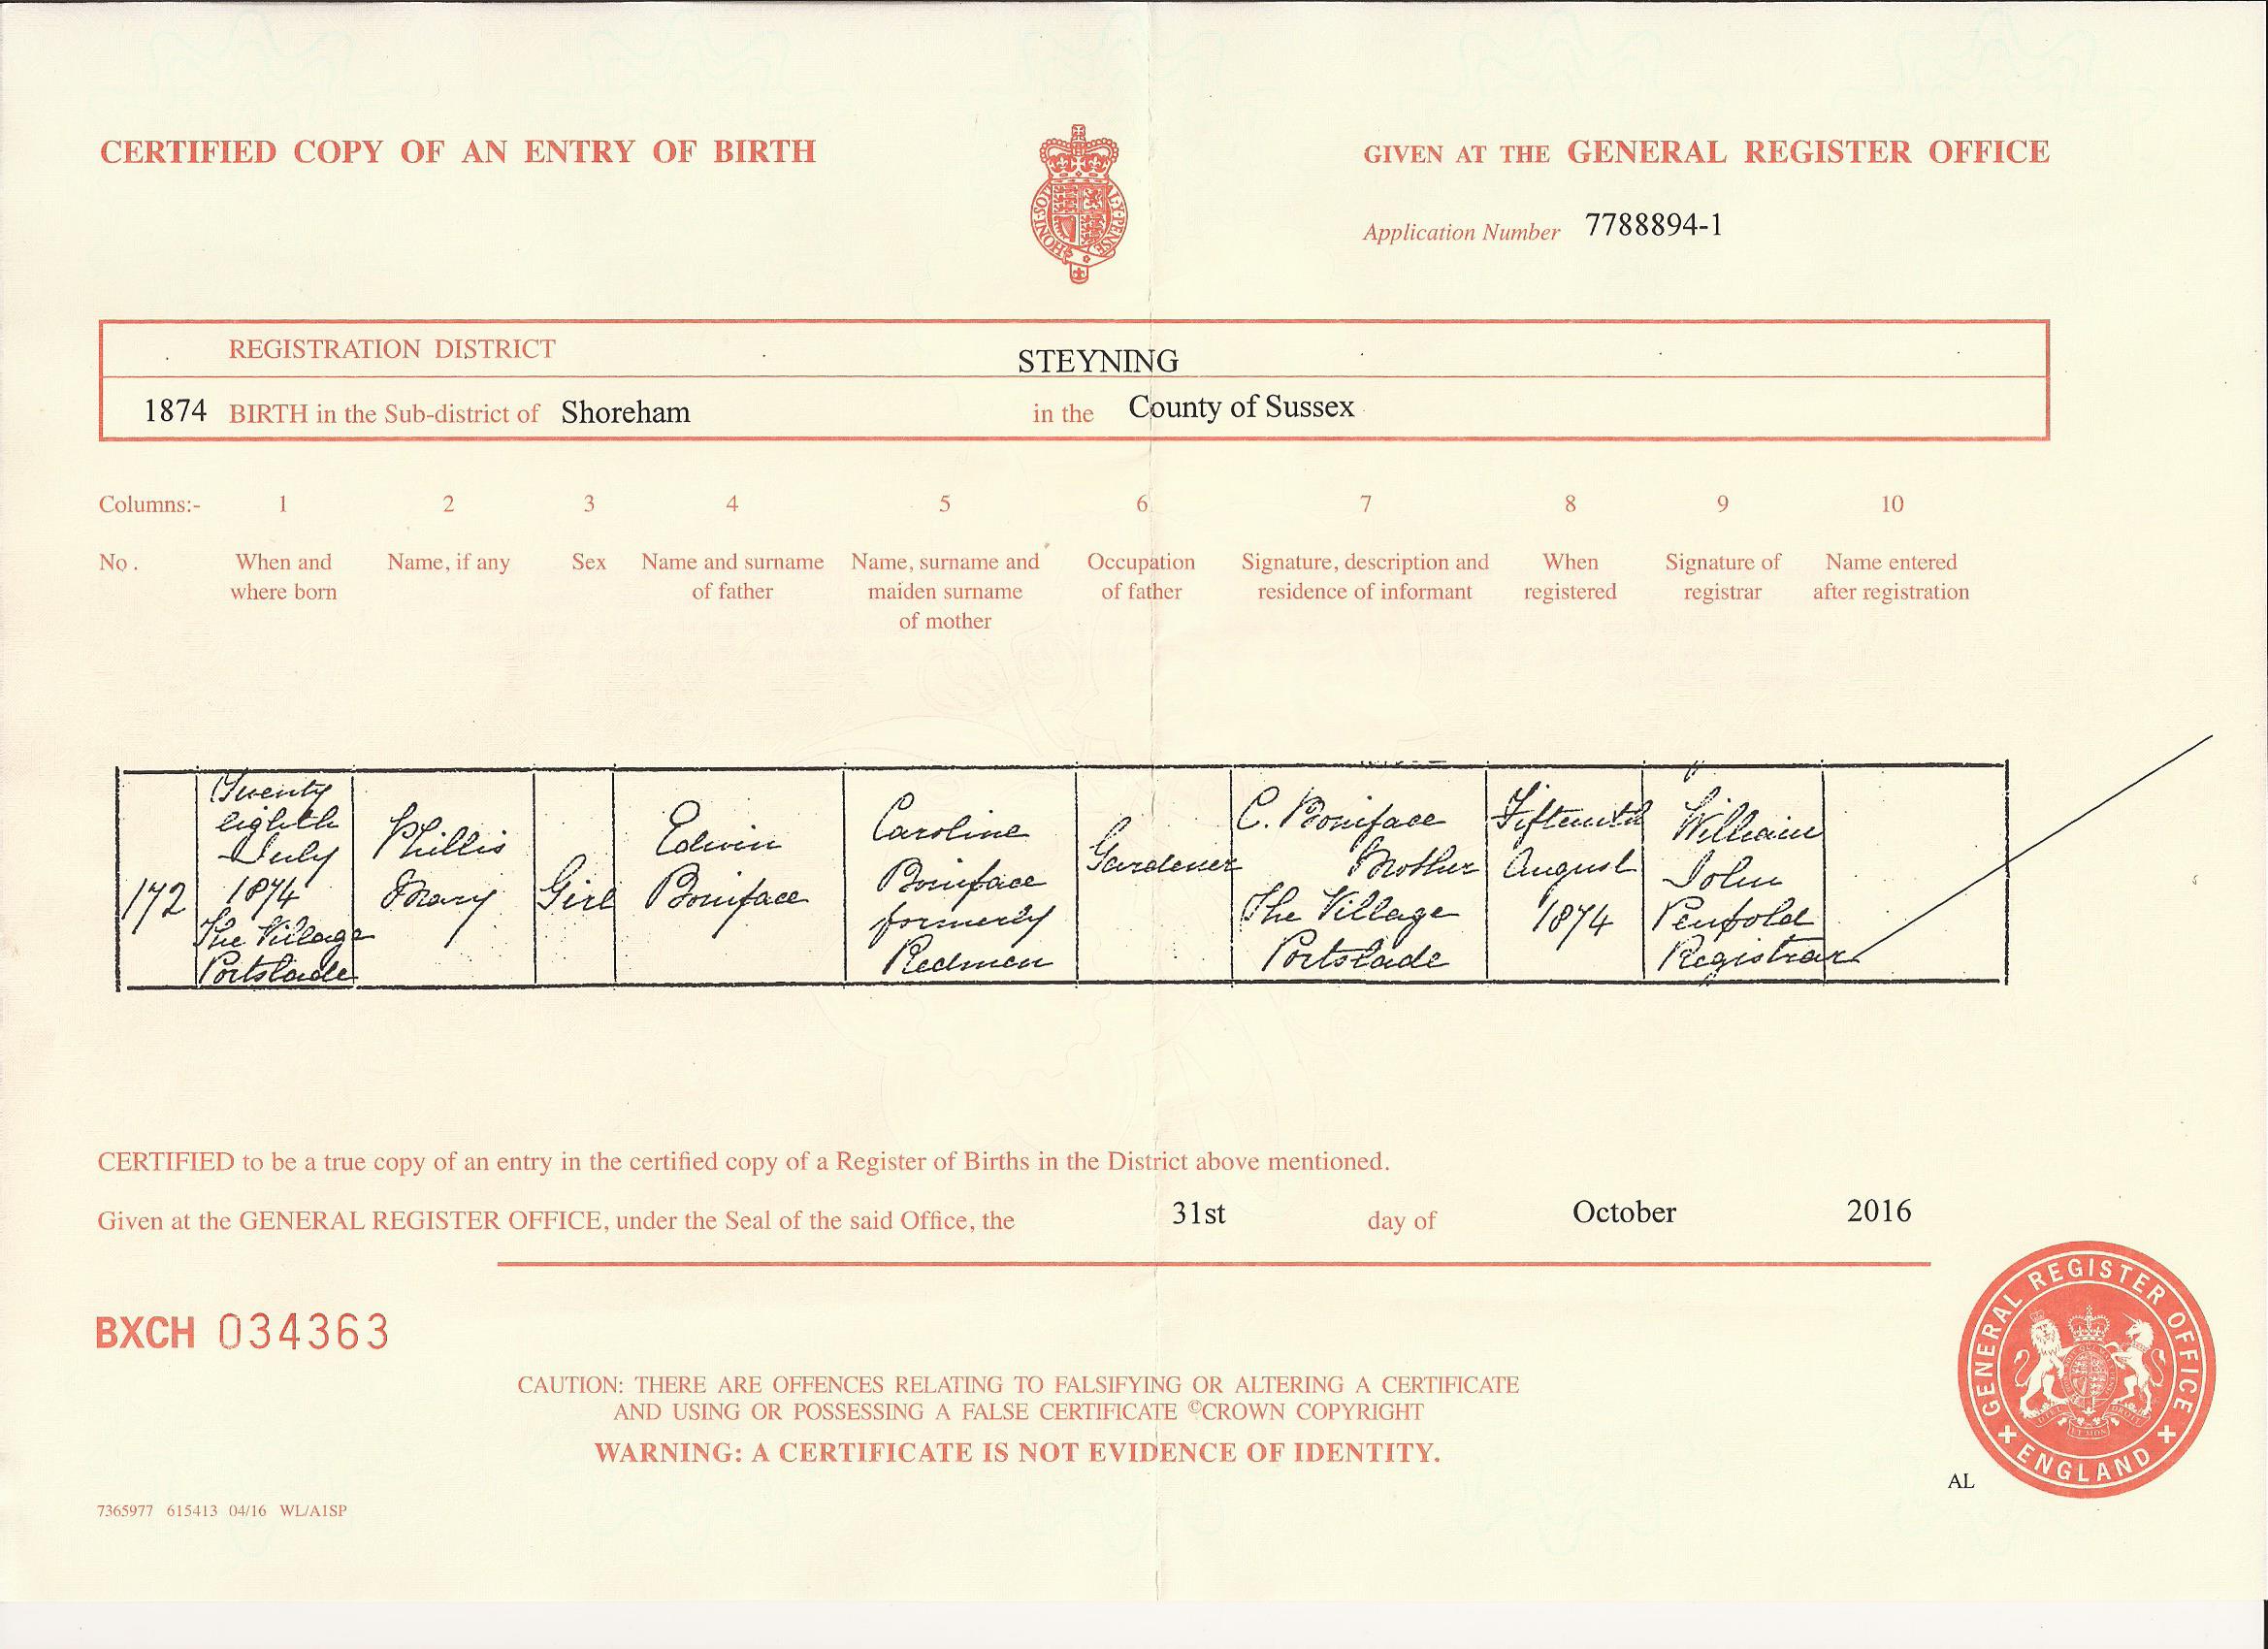 CERTIFIED COPY OF AN ENTRY OF BIRTH
GIVEN AT THE GENERAL REGISTER OFFICE
HONI SOI MAL Y PENSE
Application Number 7788894-1
REGISTRATION DISTRICT STEYNING
1874 BIRTH in the Sub-district of Shoreham in the County of Sussex
Columns:- 1 2 3 4 5 6 7 8 9 10
No. When and where born
Name, if any
Sex
Name and surname of father
Name, surname and maiden surname of mother
Occupation of father
Signature, description and residence of informant
When registered
Signature of registrar
Name entered after registration
172
Twenty
eighth
July
1874
The Village
Portslade
Phillis
Mary
Girl
Edwin
Boniface
Caroline
Boniface
formerly
Redmen
Gardener
C. Boniface
Mother
The Village
Portslade
Fifteenth
August
1874
William
John
Penfold
Registrar
CERTIFIED to be a true copy of an entry in the certified copy of a Register of Births in the District above mentioned.
Given at the GENERAL REGISTER OFFICE, under the Seal of the said Office, the 31st day of October 2016
BXCH 034363
CAUTION: THERE ARE OFFENCES RELATING TO FALSIFYING OR ALTERING A CERTIFICATE
AND USING OR POSSESSING A FALSE CERTIFICATE ©CROWN COPYRIGHT
WARNING: A CERTIFICATE IS NOT EVIDENCE OF IDENTITY.
GENERAL REGISTER OFFICE
ENGLAND
AL
7365977 615413 04/16 WL/A1SP